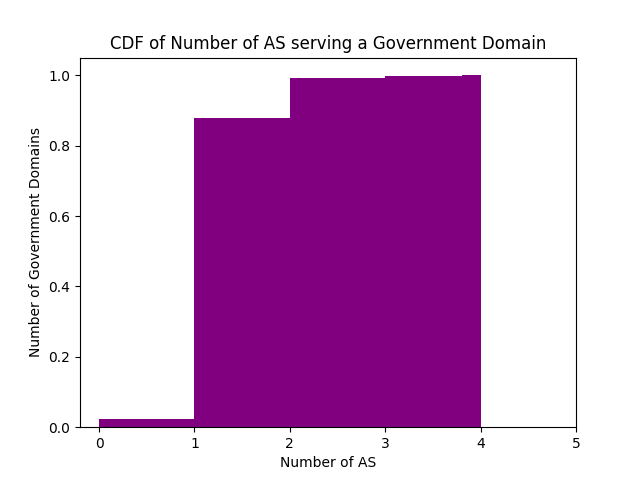 CDF of Number of AS serving a Government Domain
1.0
0.8
0.6
0.4
0.2
0.0
Number of Government Domains
0 1 2 3 4 5
Number of AS